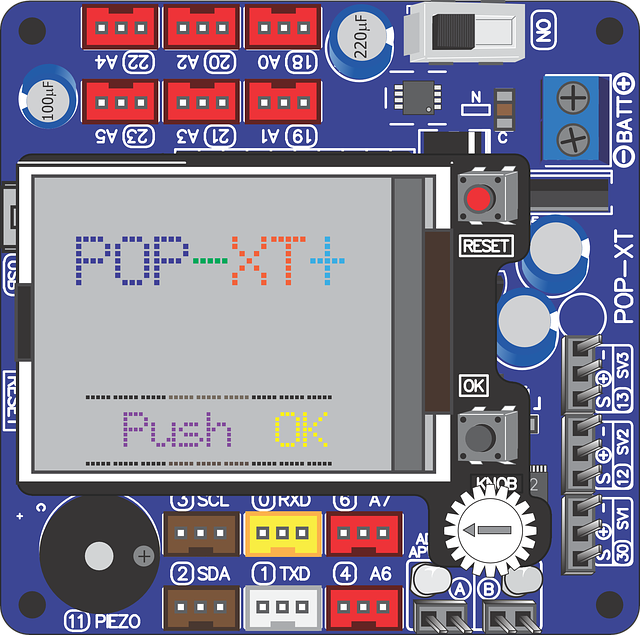 22 A4
20 A2
18 A0
220µF
ON
100µF
23 A5
21 A3
19 A1
N
C
BATT
RESET
POP-XT
POP-XT+
OK
Push OK
KNOB
S + - 13 SV3
S + - 12 SV2
S + - 30 SV1
C
+
3 SCL
0 RXD
6 A7
2 SDA
1 TXD
4 A6
A
B
11 PIEZO